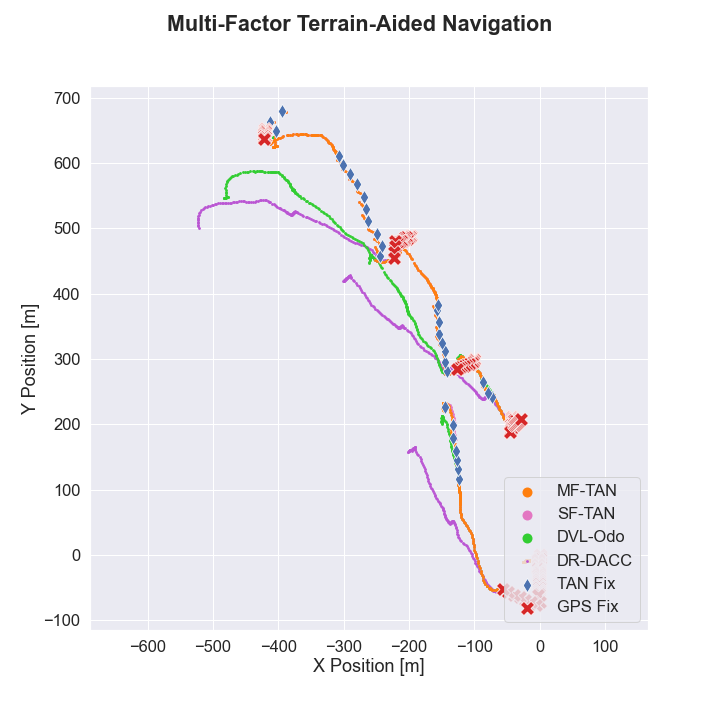 Multi-Factor Terrain-Aided Navigation
700
600
500
400
300
200
100
0
−100
−600
−500
−400
−300
−200
−100
0
100
Y Position [m]
X Position [m]
MF-TAN
SF-TAN
DVL-Odo
DR-DACC
TAN Fix
GPS Fix